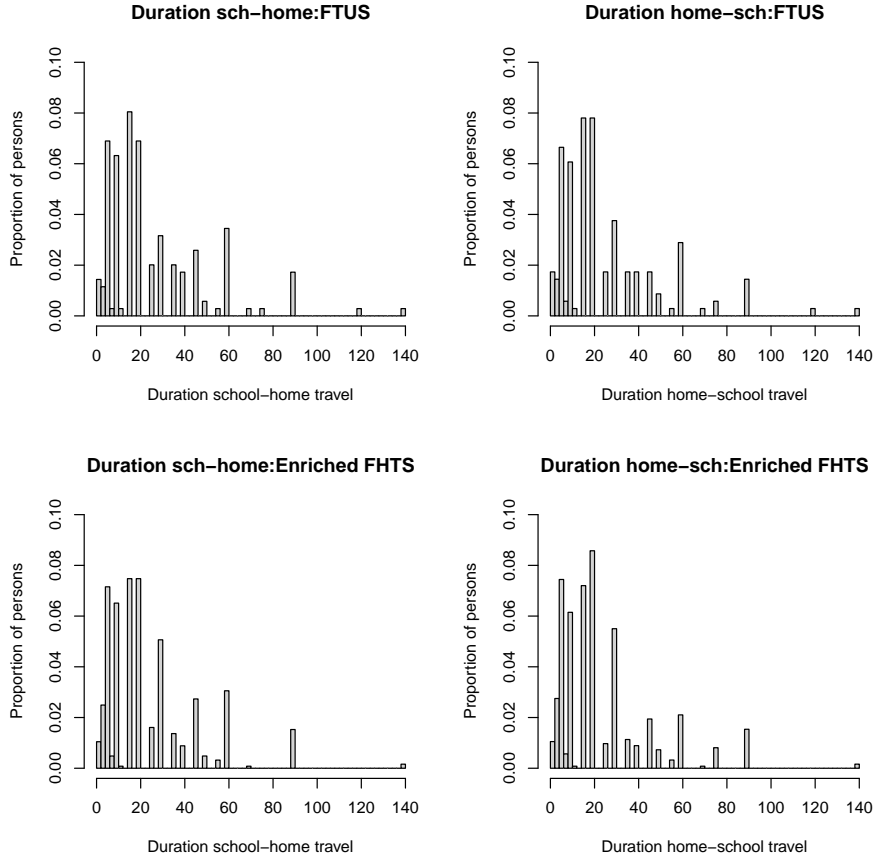 Duration sch−home:FTUS
Proportion of persons
0.00 0.02 0.04 0.06 0.08 0.10
0 20 40 60 80 100 120 140
Duration school−home travel
Duration home−sch:FTUS
Proportion of persons
0.00 0.02 0.04 0.06 0.08 0.10
0 20 40 60 80 100 120 140
Duration home−school travel
Duration sch−home:Enriched FHTS
Proportion of persons
0.00 0.02 0.04 0.06 0.08 0.10
0 20 40 60 80 100 120 140
Duration school−home travel
Duration home−sch:Enriched FHTS
Proportion of persons
0.00 0.02 0.04 0.06 0.08 0.10
0 20 40 60 80 100 120 140
Duration home−school travel